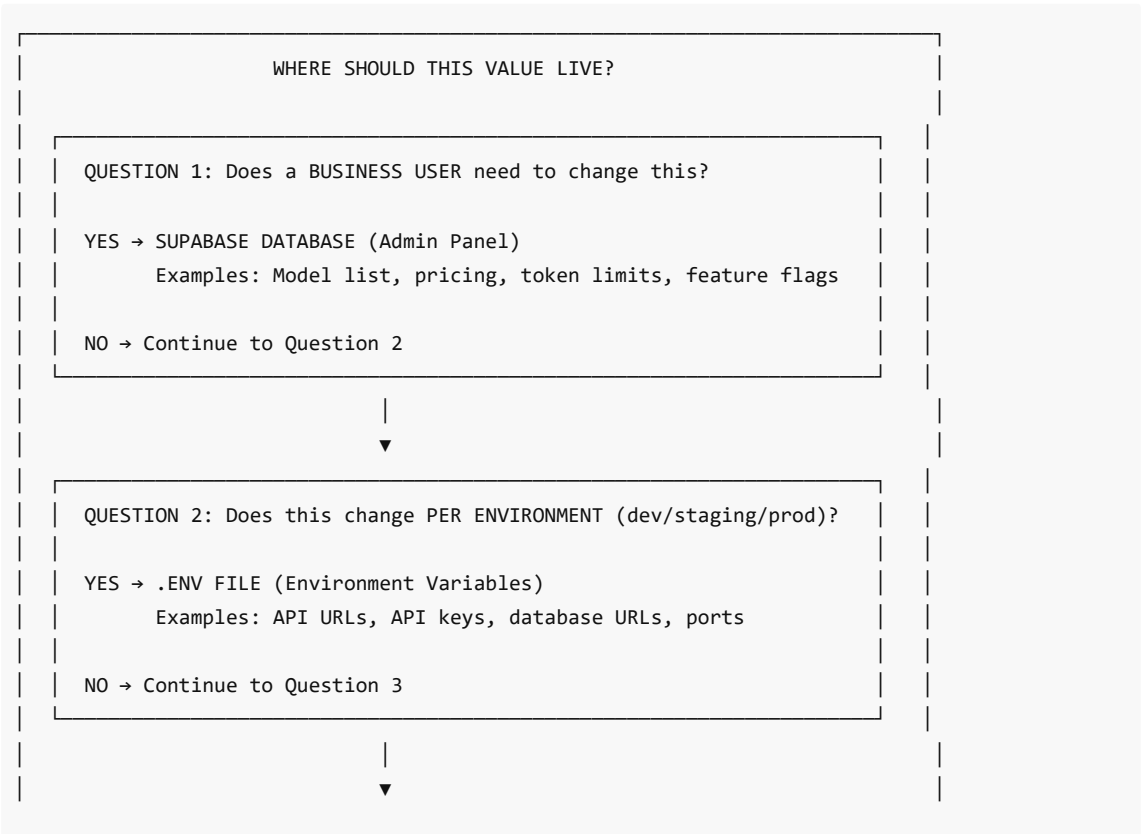 WHERE SHOULD THIS VALUE LIVE?
QUESTION 1: Does a BUSINESS USER need to change this?
YES → SUPABASE DATABASE (Admin Panel)
Examples: Model list, pricing, token limits, feature flags
NO → Continue to Question 2
▼
QUESTION 2: Does this change PER ENVIRONMENT (dev/staging/prod)?
YES → .ENV FILE (Environment Variables)
Examples: API URLs, API keys, database URLs, ports
NO → Continue to Question 3
▼